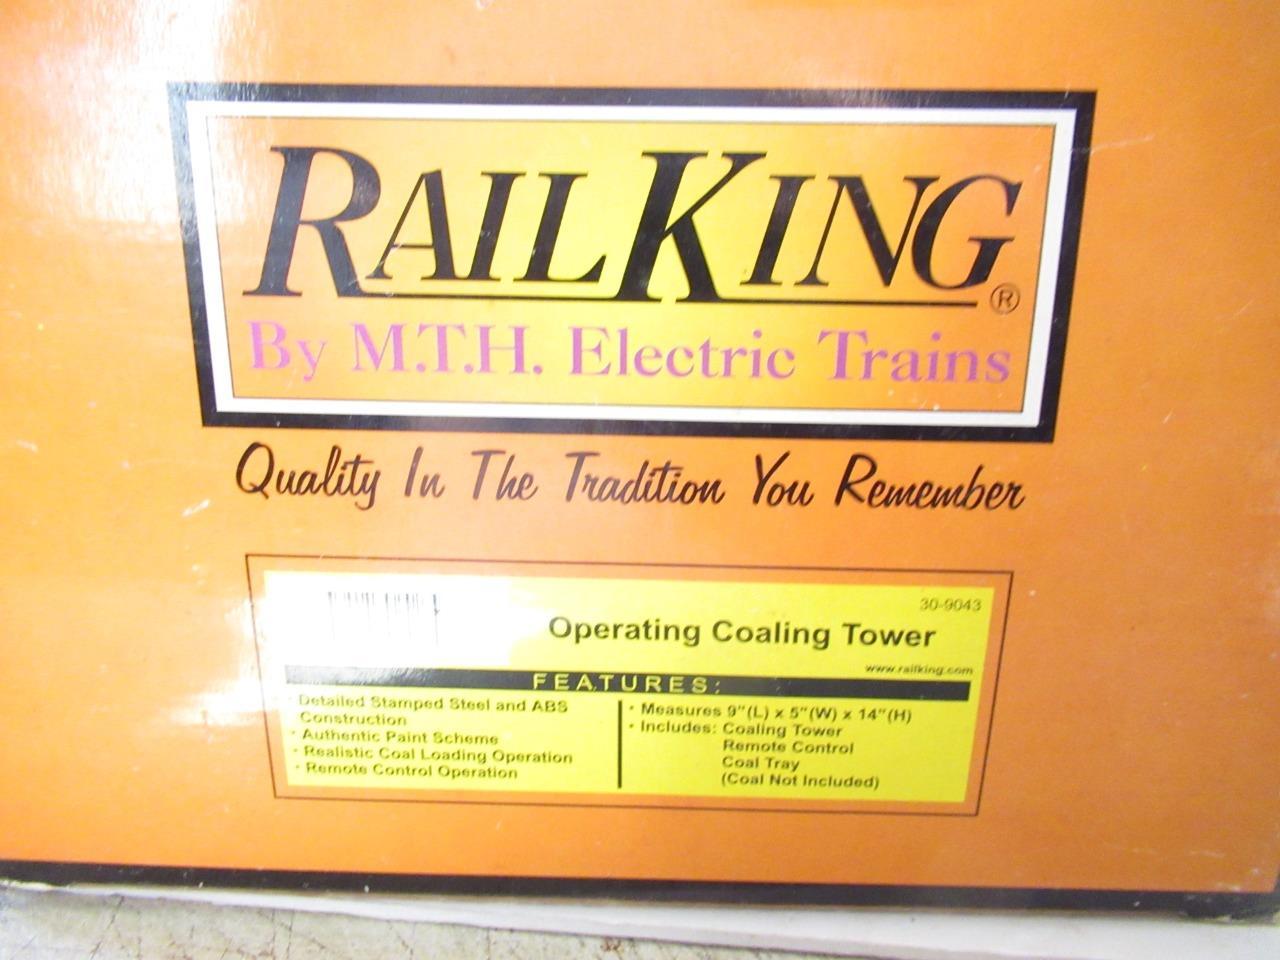 RAILKING®
By M.T.H. Electric Trains
Quality In The Tradition You Remember
30-9043
Operating Coaling Tower
www.railking.com
FEATURES:
· Detailed Stamped Steel and ABS
Construction
· Authentic Paint Scheme
· Realistic Coal Loading Operation
· Remote Control Operation
· Measures 9"(L) x 5"(W) x 14"(H)
· Includes: Coaling Tower
Remote Control
Coal Tray
(Coal Not Included)